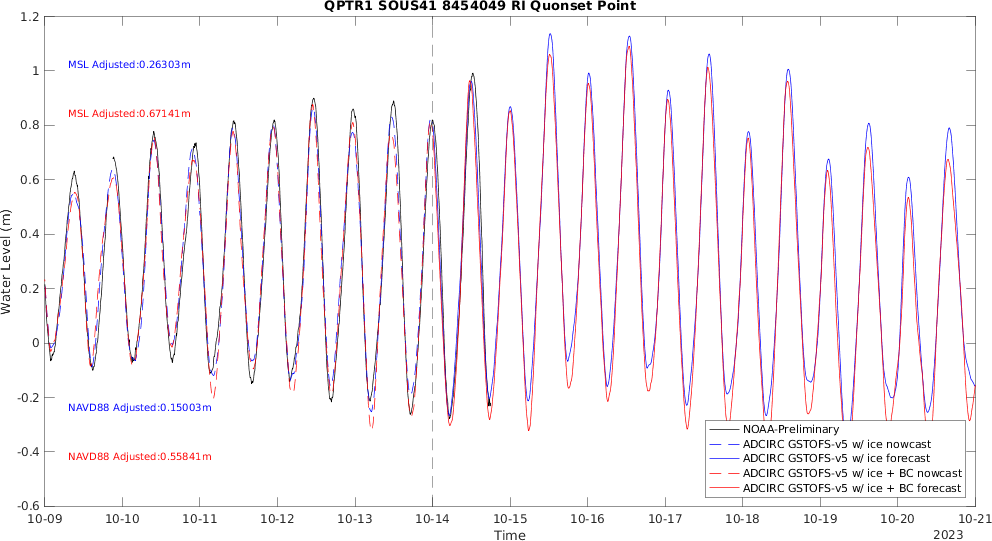 QPTR1 SOUS41 8454049 RI Quonset Point
1.2
1
0.8
0.6
0.4
0.2
0
-0.2
-0.4
-0.6
Water Level (m)
MSL Adjusted:0.26303m
MSL Adjusted:0.67141m
NAVD88 Adjusted:0.15003m
NAVD88 Adjusted:0.55841m
NOAA-Preliminary
ADCIRC GSTOFS-v5 w/ ice nowcast
ADCIRC GSTOFS-v5 w/ ice forecast
ADCIRC GSTOFS-v5 w/ ice + BC nowcast
ADCIRC GSTOFS-v5 w/ ice + BC forecast
10-09 10-10 10-11 10-12 10-13 10-14 10-15 10-16 10-17 10-18 10-19 10-20 10-21
Time
2023